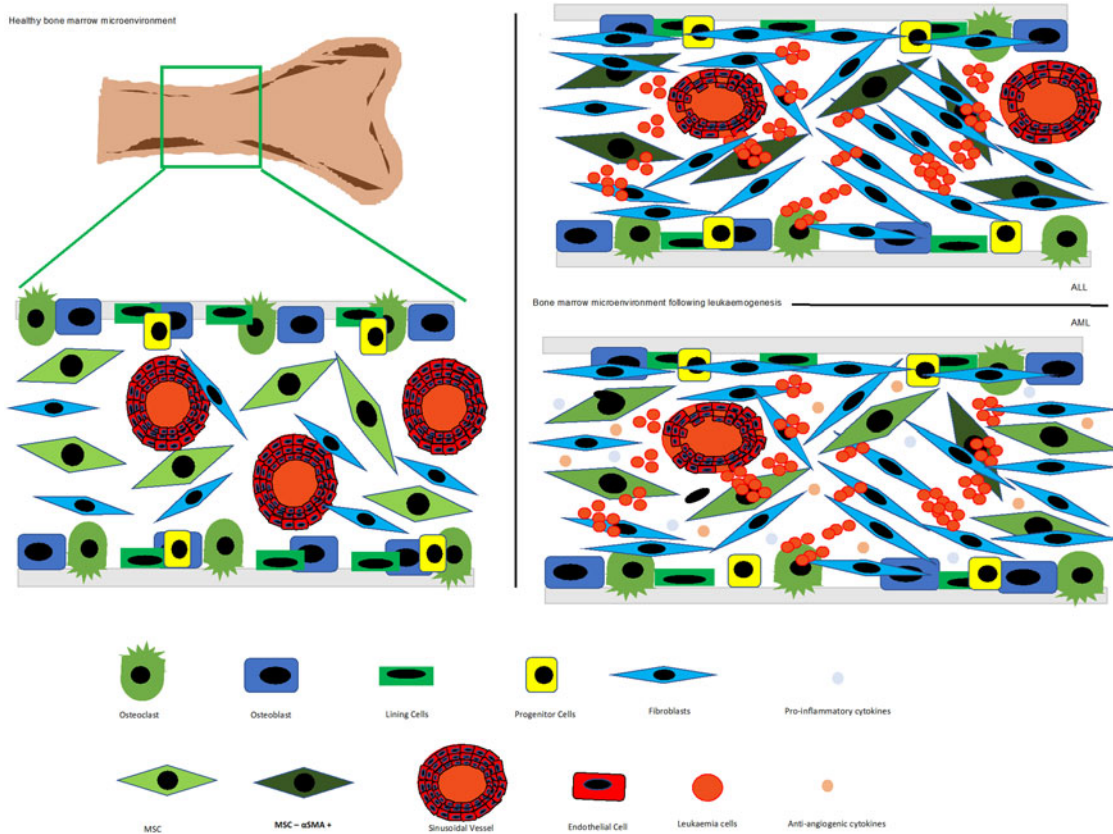 Healthy bone marrow microenvironment
ALL
Bone marrow microenvironment following leukaemogenesis
AML
Osteoclast
Osteoblast
Lining Cells
Progenitor Cells
Fibroblasts
Pro-inflammatory cytokines
MSC
MSC – αSMA +
Sinusoidal Vessel
Endothelial Cell
Leukaemia cells
Anti-angiogenic cytokines